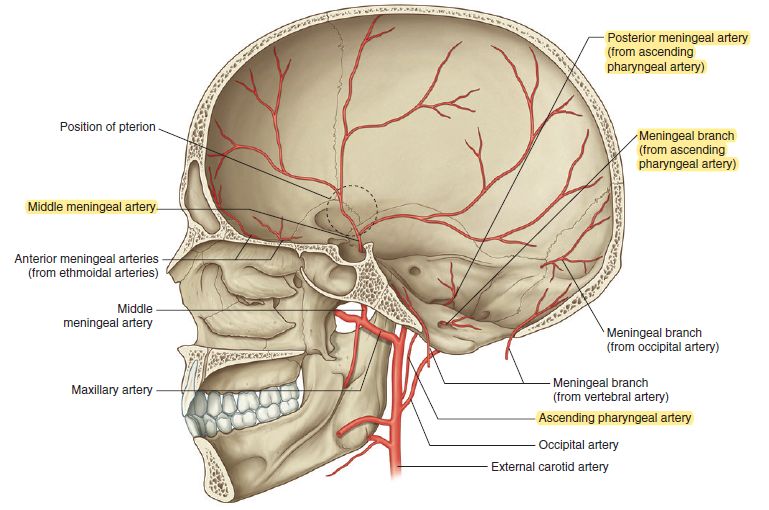 Posterior meningeal artery
(from ascending
pharyngeal artery)
Position of pterion
Meningeal branch
(from ascending
pharyngeal artery)
Middle meningeal artery
Anterior meningeal arteries
(from ethmoidal arteries)
Middle
meningeal artery
Meningeal branch
(from occipital artery)
Maxillary artery
Meningeal branch
(from vertebral artery)
Ascending pharyngeal artery
Occipital artery
External carotid artery